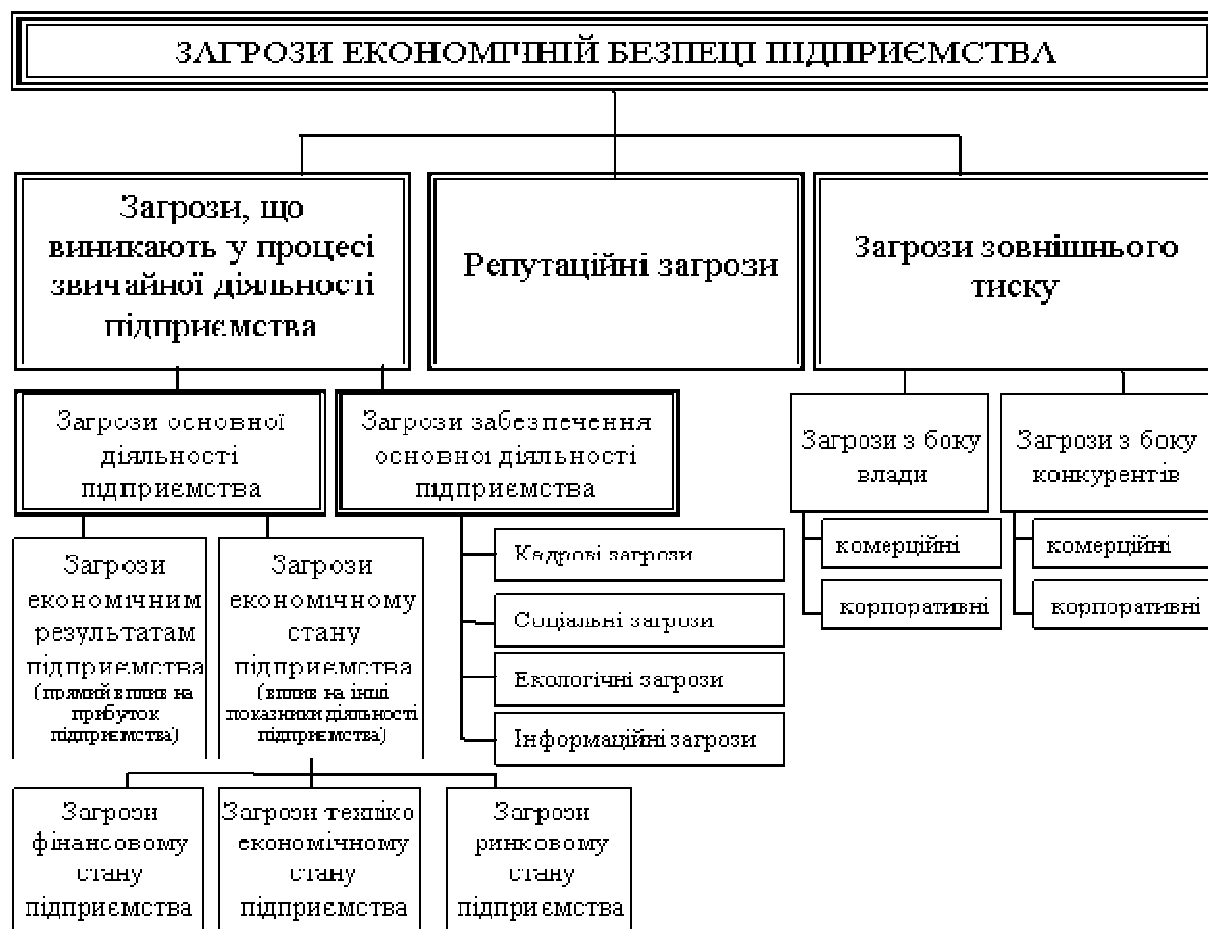 ЗАГРОЗИ ЕКОНОМІЧНІЙ БЕЗПЕЦІ ПІДПРИЄМСТВА
Загрози, що
виникають у процесі
звичайної діяльності
підприємства
Репутаційні загрози
Загрози зовнішнього
тиску
Загрози основної
діяльності
підприємства
Загрози забезпечення
основної діяльності
підприємства
Загрози з боку
влади
Загрози з боку
конкурентів
комерційні
корпоративні
комерційні
корпоративні
Загрози
економічним
результатам
підприємства
(прямий вплив на
прибуток
підприємства)
Загрози
економічному
стану
підприємства
(вплив на інші
показники діяльності
підприємства)
Кадрові загрози
Соціальні загрози
Екологічні загрози
Інформаційні загрози
Загрози
фінансовому
стану
підприємства
Загрози техніко
економічному
стану
підприємства
Загрози
ринковому
стану
підприємства